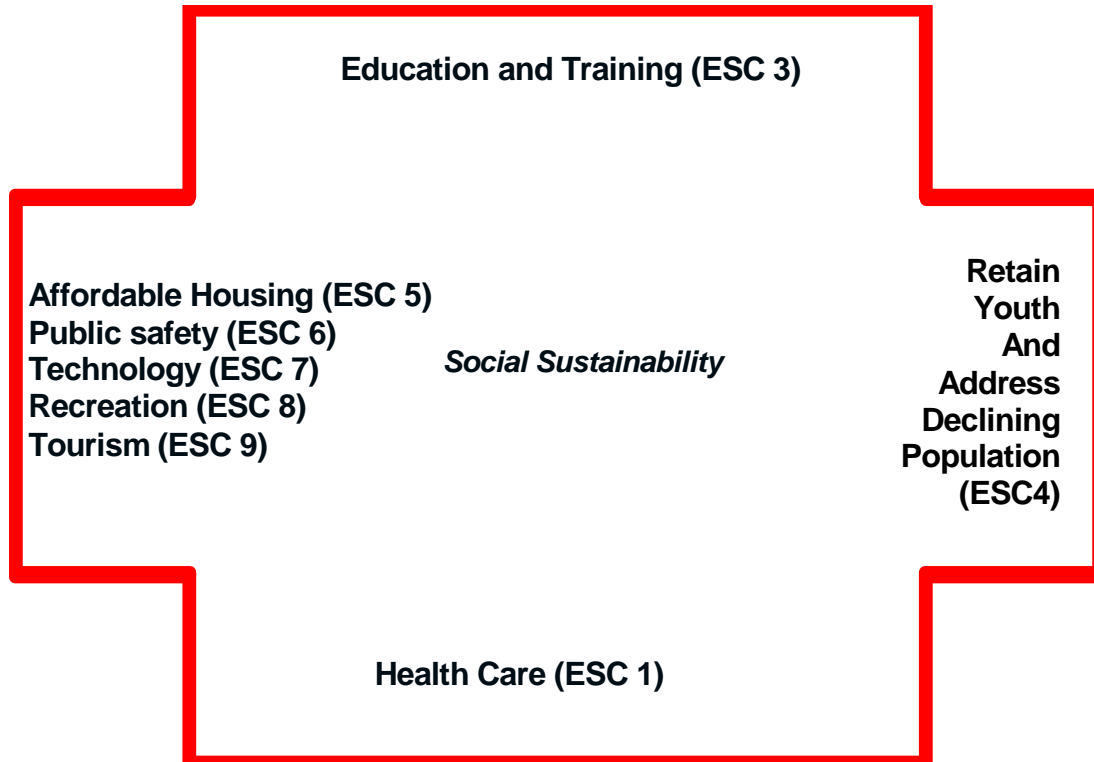 Education and Training (ESC 3)
Affordable Housing (ESC 5)
Public safety (ESC 6)
Technology (ESC 7)
Recreation (ESC 8)
Tourism (ESC 9)
Social Sustainability
Retain
Youth
And
Address
Declining
Population
(ESC4)
Health Care (ESC 1)